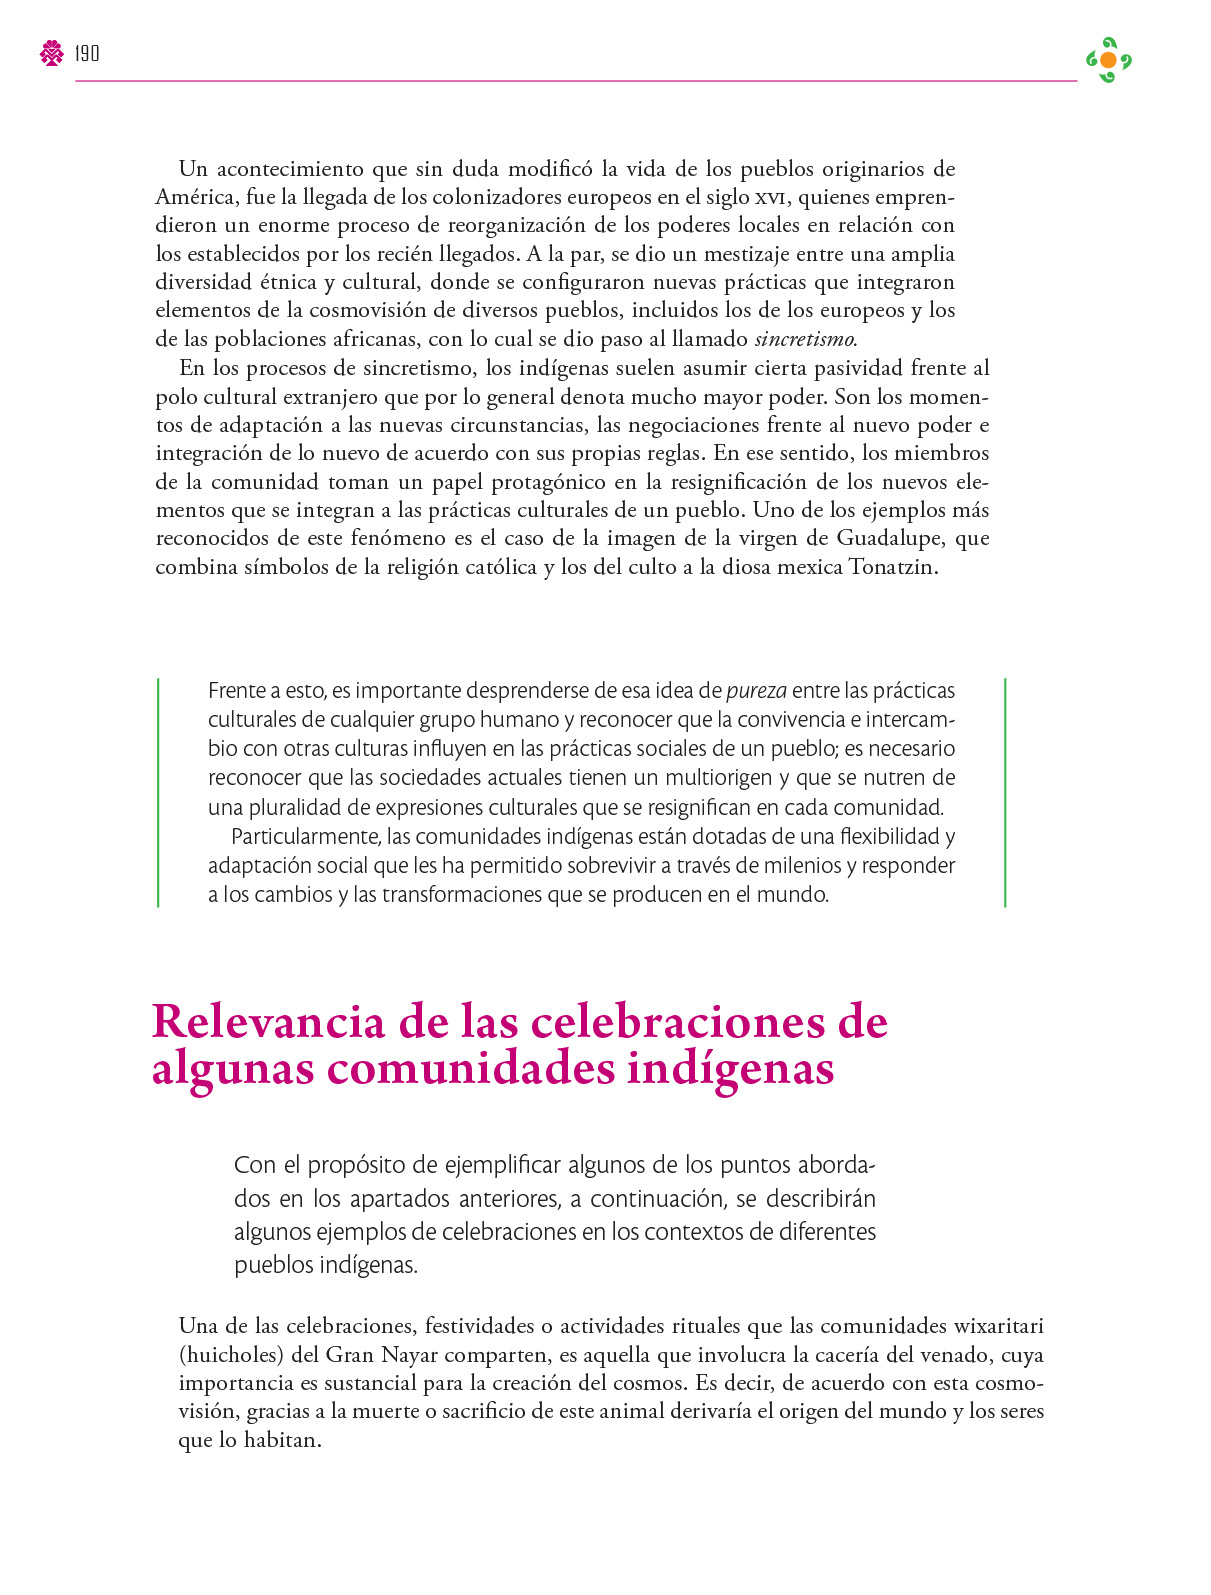 190
Un acontecimiento que sin duda modificó la vida de los pueblos originarios de
América, fue la llegada de los colonizadores europeos en el siglo XVI, quienes empren-
dieron un enorme proceso de reorganización de los poderes locales en relación con
los establecidos por los recién llegados. A la par, se dio un mestizaje entre una amplia
diversidad étnica y cultural, donde se configuraron nuevas prácticas que integraron
elementos de la cosmovisión de diversos pueblos, incluidos los de los europeos y los
de las poblaciones africanas, con lo cual se dio paso al llamado sincretismo.
En los procesos de sincretismo, los indígenas suelen asumir cierta pasividad frente al
polo cultural extranjero que por lo general denota mucho mayor poder. Son los momen-
tos de adaptación a las nuevas circunstancias, las negociaciones frente al nuevo poder e
integración de lo nuevo de acuerdo con sus propias reglas. En ese sentido, los miembros
de la comunidad toman un papel protagónico en la resignificación de los nuevos ele-
mentos que se integran a las prácticas culturales de un pueblo. Uno de los ejemplos más
reconocidos de este fenómeno es el caso de la imagen de la virgen de Guadalupe, que
combina símbolos de la religión católica y los del culto a la diosa mexica Tonatzin.
Frente a esto, es importante desprenderse de esa idea de pureza entre las prácticas
culturales de cualquier grupo humano y reconocer que la convivencia e intercam-
bio con otras culturas influyen en las prácticas sociales de un pueblo; es necesario
reconocer que las sociedades actuales tienen un multiorigen y que se nutren de
una pluralidad de expresiones culturales que se resignifican en cada comunidad.
Particularmente, las comunidades indígenas están dotadas de una flexibilidad y
adaptación social que les ha permitido sobrevivir a través de milenios y responder
a los cambios y las transformaciones que se producen en el mundo.
Relevancia de las celebraciones de
algunas comunidades indígenas
Con el propósito de ejemplificar algunos de los puntos aborda-
dos en los apartados anteriores, a continuación, se describirán
algunos ejemplos de celebraciones en los contextos de diferentes
pueblos indígenas.
Una de las celebraciones, festividades o actividades rituales que las comunidades wixaritari
(huicholes) del Gran Nayar comparten, es aquella que involucra la cacería del venado, cuya
importancia es sustancial para la creación del cosmos. Es decir, de acuerdo con esta cosmo-
visión, gracias a la muerte o sacrificio de este animal derivaría el origen del mundo y los seres
que lo habitan.